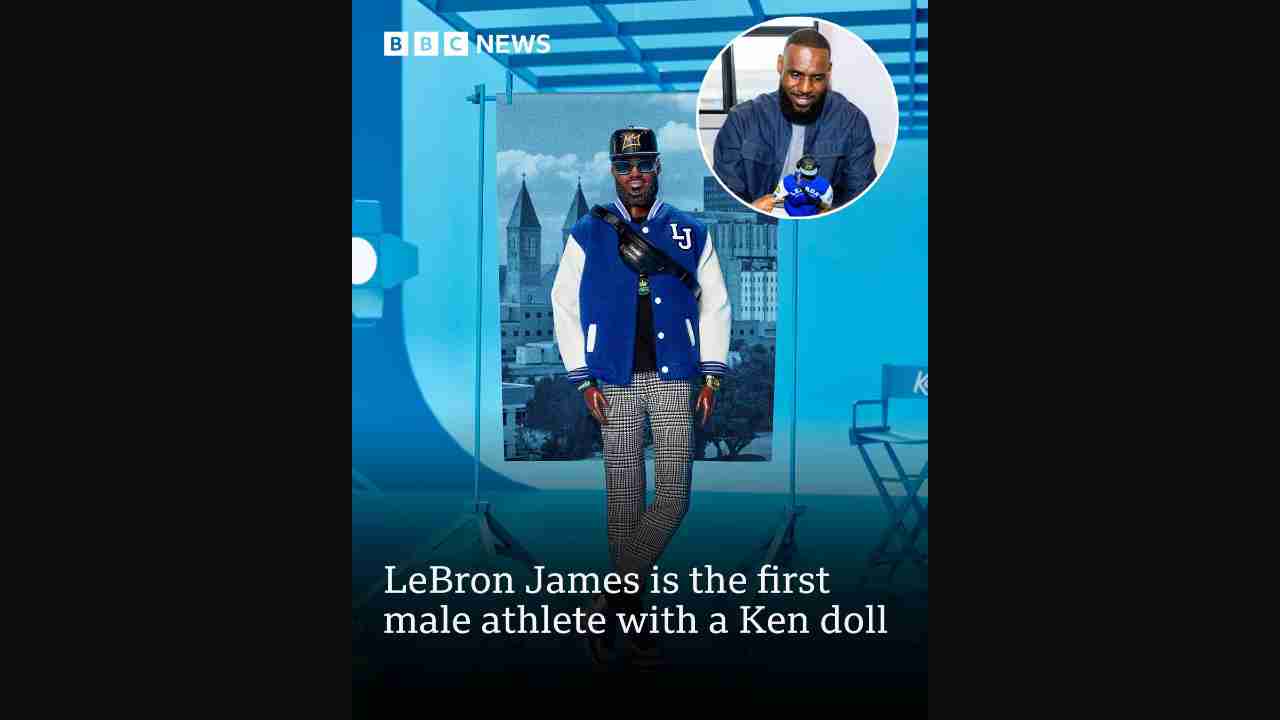 BBC NEWS
LJ
LeBron James is the first
male athlete with a Ken doll